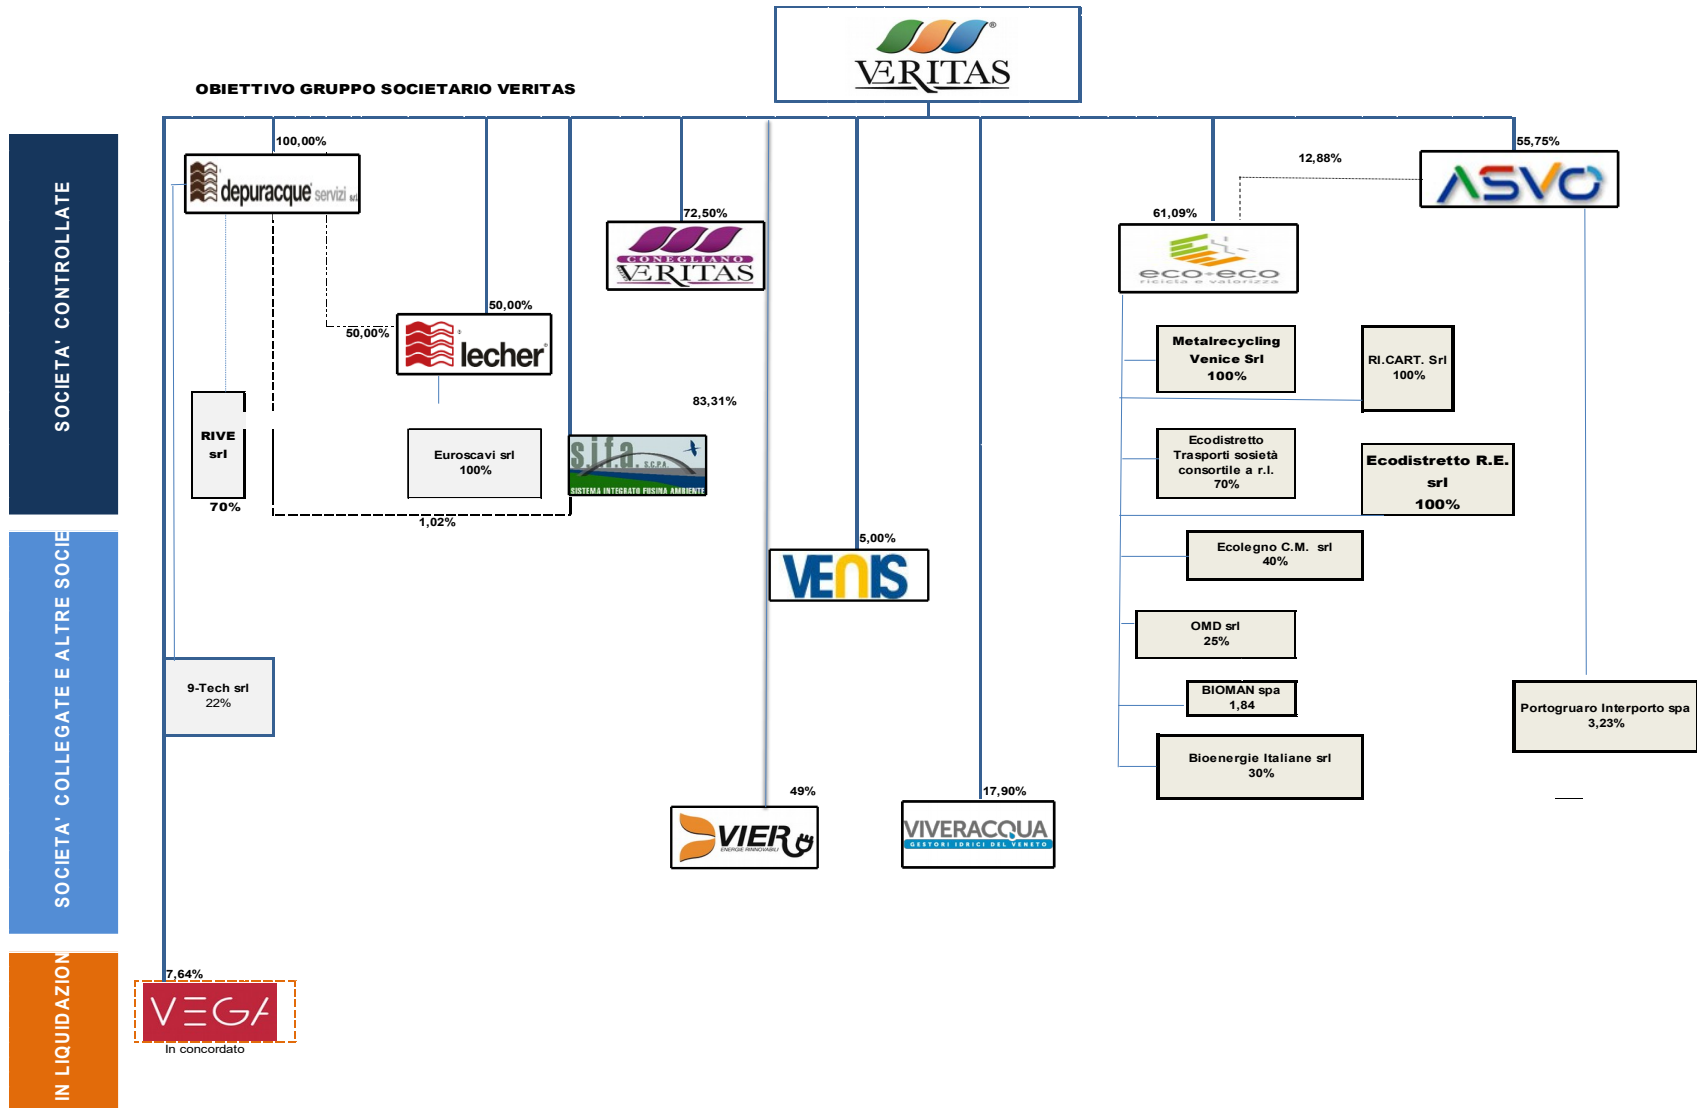 VERITAS
OBIETTIVO GRUPPO SOCIETARIO VERITAS
SOCIETA' CONTROLLATE
100,00%
depuracque servizi srl
72,50%
CONEGLIANO
VERITAS
12,88%
55,75%
ASVO
61,09%
eco+eco
ricicla e valorizza
50,00%
50,00%
lecher
Metalrecycling
Venice Srl
100%
RI.CART. Srl
100%
83,31%
RIVE
srl
70%
Euroscavi srl
100%
s.i.f.a. S.C.P.A.
SISTEMA INTEGRATO FUSINA AMBIENTE
1,02%
Ecodistretto
Trasporti sosietà
consortile a r.l.
70%
Ecodistretto R.E.
srl
100%
SOCIETA' COLLEGATE E ALTRE SOCIE
5,00%
VENIS
Ecolegno C.M. srl
40%
OMD srl
25%
9-Tech srl
22%
BIOMAN spa
1,84
Portogruaro Interporto spa
3,23%
Bioenergie Italiane srl
30%
49%
VIER
ENERGIE RINNOVABILI
17,90%
VIVERACQUA
GESTORI IDRICI DEL VENETO
IN LIQUIDAZION
7,64%
VEGA
In concordato